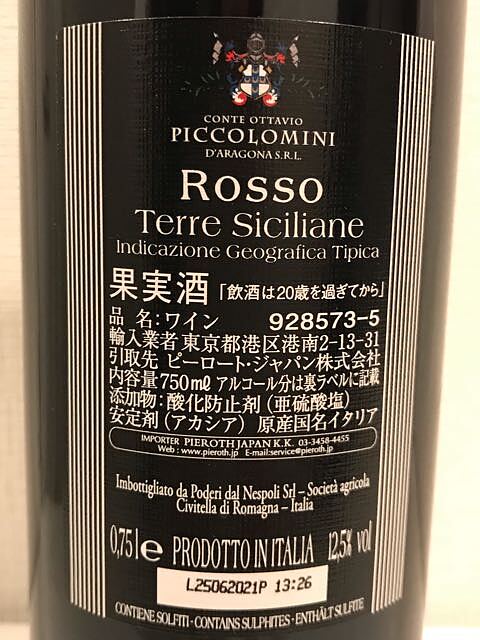 CONTE OTTAVIO
PICCOLOMINI
D'ARAGONA S.R.L.
ROSSO
Terre Siciliane
Indicazione Geografica Tipica
果実酒「飲酒は20歳を過ぎてから」
品 名:ワイン 928573-5
輸入業者 東京都港区港南2-13-31
引取先 ピーロート・ジャパン株式会社
内容量750mℓ アルコール分は裏ラベルに記載
添加物:酸化防止剤(亜硫酸塩)
安定剤(アカシア) 原産国名イタリア
IMPORTER PIEROTH JAPAN K.K. 03-3458-4455
Web : www.pieroth.jp E-mail:service@pieroth.jp
Imbottigliato da Poderi dal Nespoli Srl – Società agricola
Civitella di Romagna – Italia
0,75 l e PRODOTTO IN ITALIA 12,5% vol
L25062021P 13:26
CONTIENE SOLFITI - CONTAINS SULPHITES - ENTHÄLT SULFITE